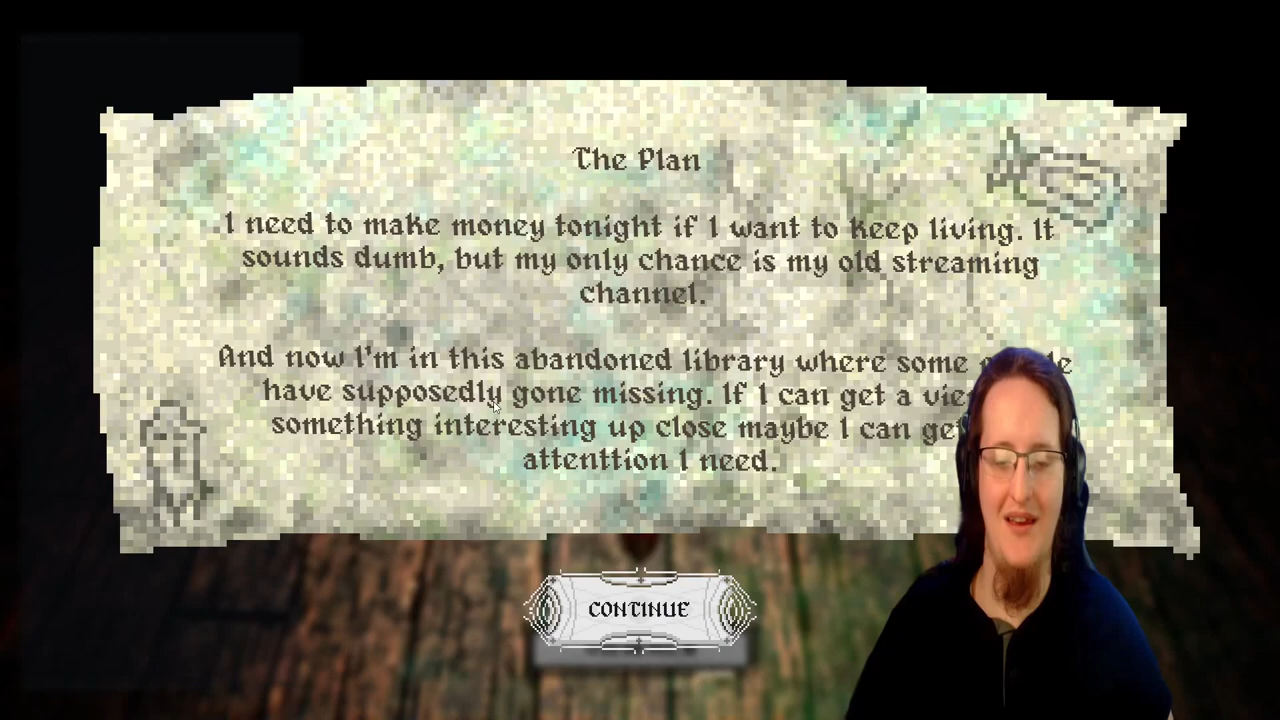 The Plan
I need to make money tonight if I want to keep living. It
sounds dumb, but my only chance is my old streaming
channel.
And now I'm in this abandoned library where some
have supposedly gone missing. If I can get a
something interesting up close maybe I can get
attenttion I need.
CONTINUE